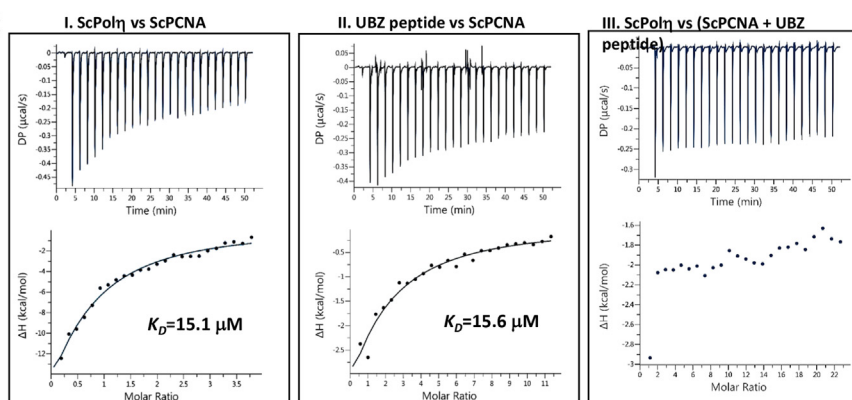 I. ScPolη vs ScPCNA
II. UBZ peptide vs ScPCNA
III. ScPolη vs (ScPCNA + UBZ
peptide)
0
-0.05
-0.1
-0.15
-0.2
-0.25
-0.3
-0.35
-0.4
-0.45
DP (μcal/s)
0 5 10 15 20 25 30 35 40 45 50
Time (min)
0.05
0
-0.05
-0.1
-0.15
-0.2
-0.25
-0.3
-0.35
-0.4
DP (μcal/s)
0 5 10 15 20 25 30 35 40 45 50
Time (min)
-0.05
-0.1
-0.15
-0.2
-0.25
-0.3
DP (μcal/s)
5 10 15 20 25 30 35 40 45 50
Time (min)
-2
-4
-6
-8
-10
-12
ΔH (kcal/mol)
K_D=15.1 μM
0 0.5 1 1.5 2 2.5 3 3.5
Molar Ratio
-0.5
-1
-1.5
-2
-2.5
ΔH (kcal/mol)
K_D=15.6 μM
0 1 2 3 4 5 6 7 8 9 10 11
Molar Ratio
-1.6
-1.8
-2
-2.2
-2.4
-2.6
-2.8
-3
ΔH (kcal/mol)
0 2 4 6 8 10 12 14 16 18 20 22
Molar Ratio